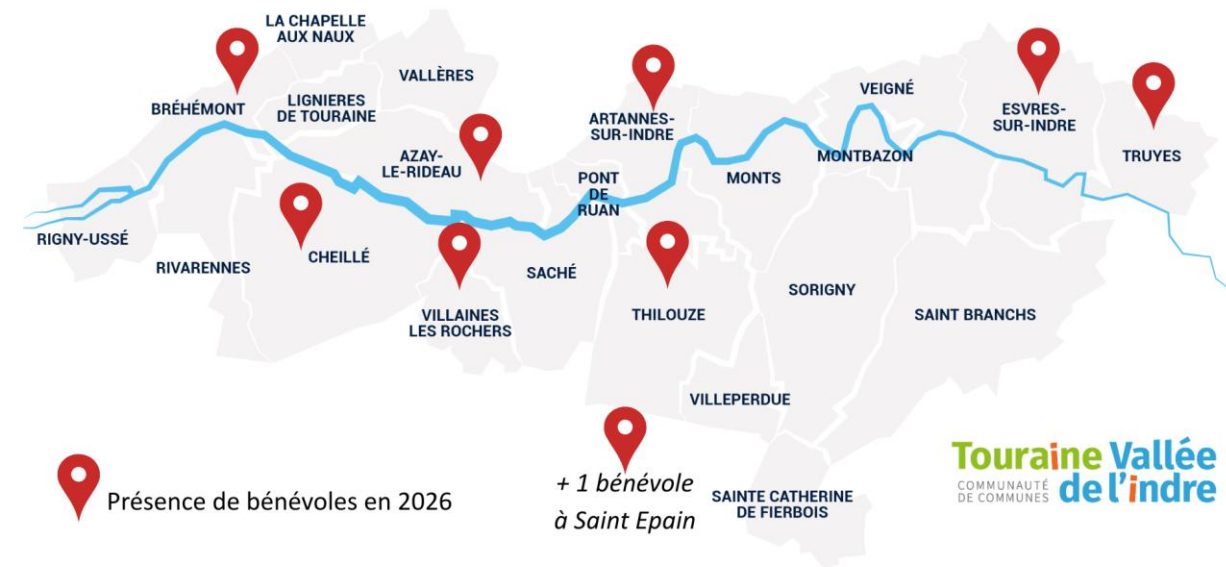 LA CHAPELLE
AUX NAUX
VALLÈRES
BRÉHÉMONT
LIGNIERES
DE TOURAINE
AZAY-
LE-RIDEAU
ARTANNES-
SUR-INDRE
VEIGNÉ
ESVRES-
SUR-INDRE
TRUYES
MONTBAZON
MONTS
PONT
DE
RUAN
RIGNY-USSÉ
RIVARENNES
CHEILLÉ
SACHÉ
VILLAINES
LES ROCHERS
THILOUZE
SORIGNY
SAINT BRANCHS
VILLEPERDUE
SAINTE CATHERINE
DE FIERBOIS
+ 1 bénévole
à Saint Epain
Présence de bénévoles en 2026
Touraine Vallée
COMMUNAUTÉ
DE COMMUNES
de l'indre